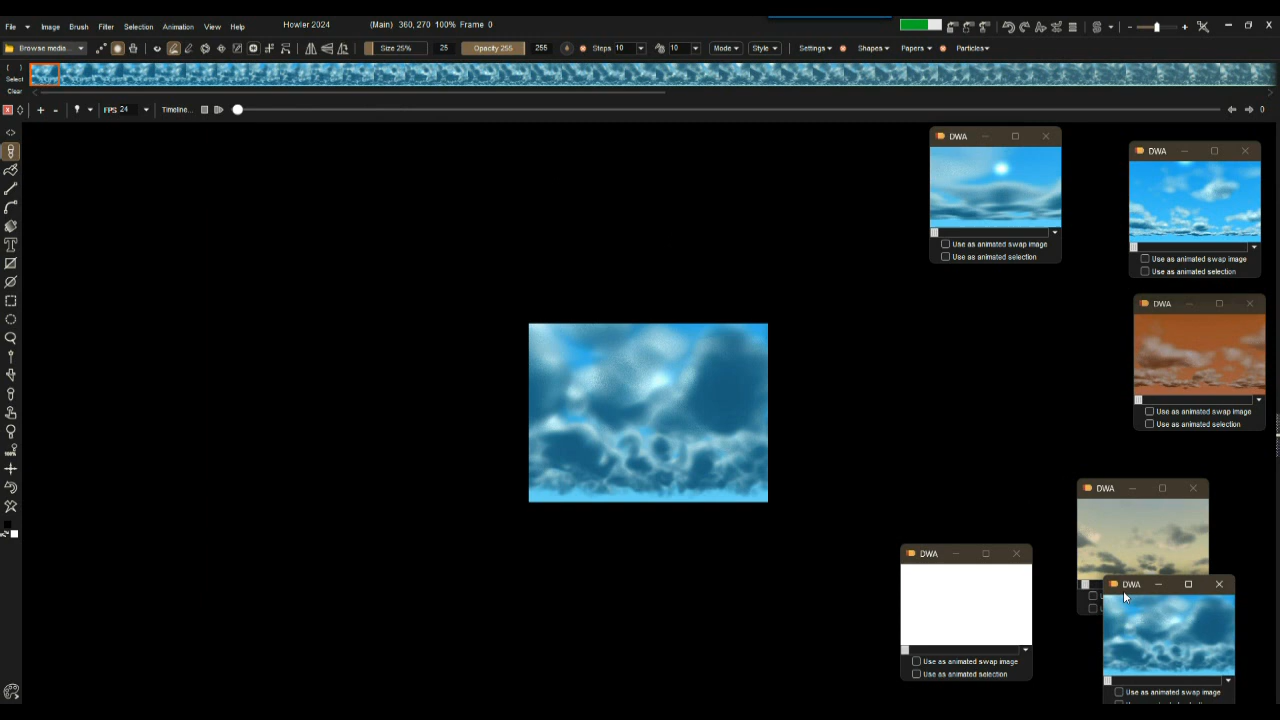 File Image Brush Filter Selection Animation View Help Howler 2024 (Main) 360, 270 100% Frame 0
Browse media... Size 25% 25 Opacity 255 255 Steps 10 10 Mode Style Settings Shapes Papers Particles
Select
Clear
FPS 24 Timeline... 0
DWA
Use as animated swap image
Use as animated selection
DWA
Use as animated swap image
Use as animated selection
DWA
Use as animated swap image
Use as animated selection
DWA
DWA
Use as animated swap image
Use as animated selection
DWA
Use as animated swap image
100%